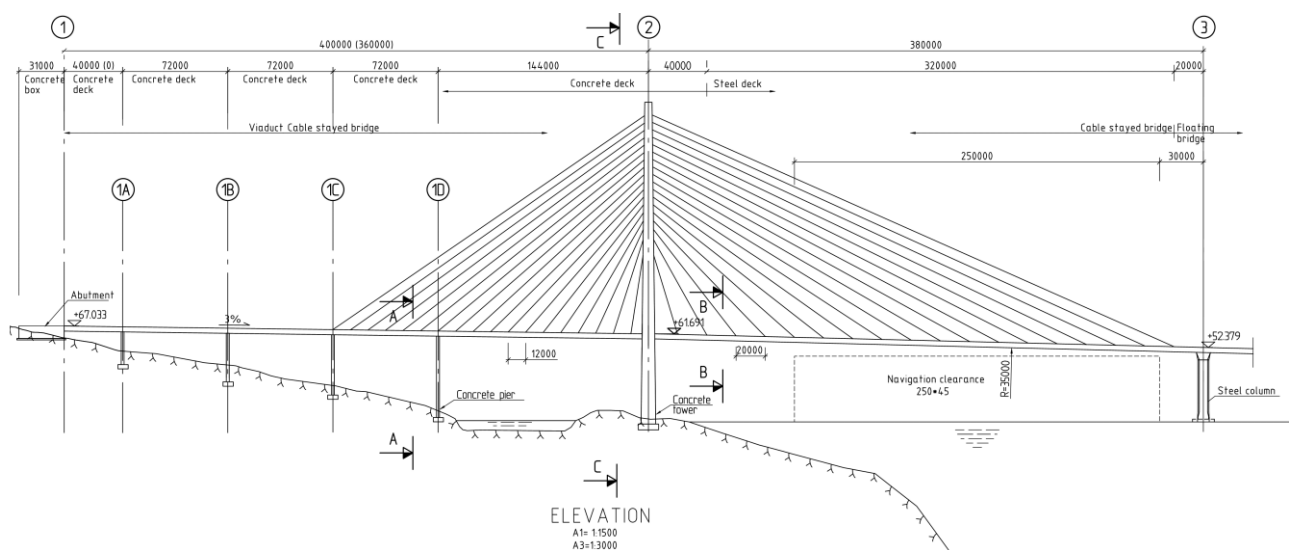 1
C
2
3
400000 (360000)
380000
31000
40000 (0)
72000
72000
72000
144000
40000
320000
20000
Concrete box
Concrete deck
Concrete deck
Concrete deck
Concrete deck
Concrete deck
Steel deck
Viaduct Cable stayed bridge
Cable stayed bridge
Floating bridge
250000
30000
1A
1B
1C
1D
Abutment
+67.033
3%
A
B
+61.691
+52.379
12000
20000
R=35000
Navigation clearance
250•45
B
Concrete pier
Concrete tower
Steel column
A
C
ELEVATION
A1= 1:1500
A3=1:3000